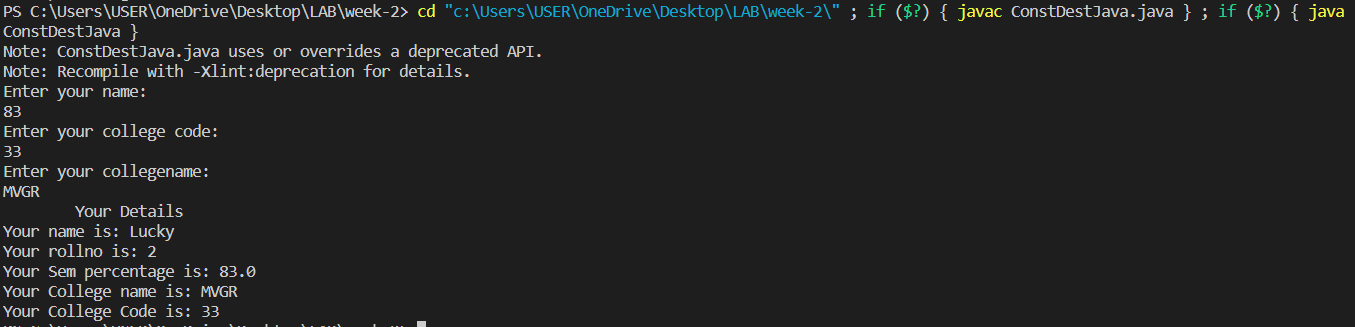 PS C:\Users\USER\OneDrive\Desktop\LAB\week-2> cd "c:\Users\USER\OneDrive\Desktop\LAB\week-2\" ; if ($?) { javac ConstDestJava.java } ; if ($?) { java
ConstDestJava }
Note: ConstDestJava.java uses or overrides a deprecated API.
Note: Recompile with -Xlint:deprecation for details.
Enter your name:
83
Enter your college code:
33
Enter your collegename:
MVGR
Your Details
Your name is: Lucky
Your rollno is: 2
Your Sem percentage is: 83.0
Your College name is: MVGR
Your College Code is: 33